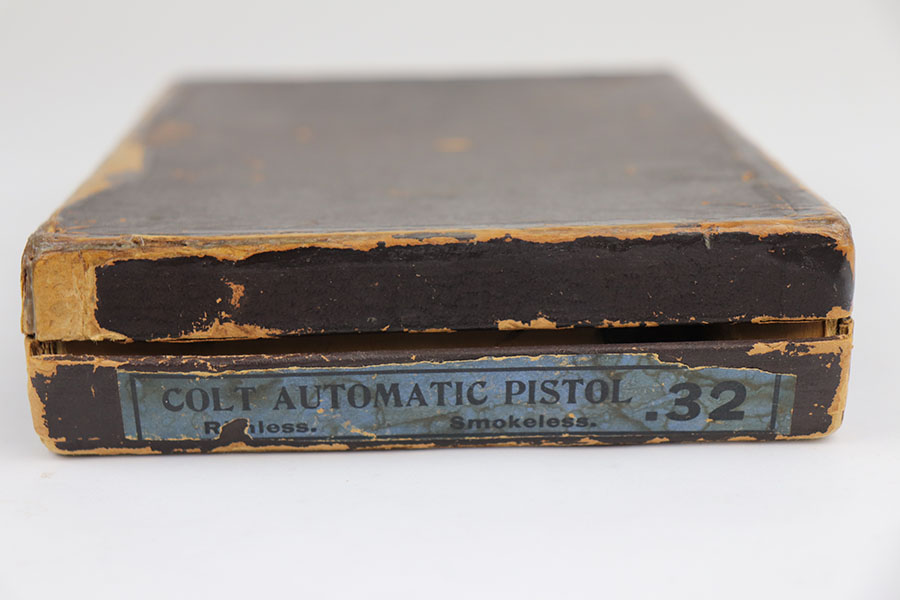 COLT AUTOMATIC PISTOL .32
Smokeless.